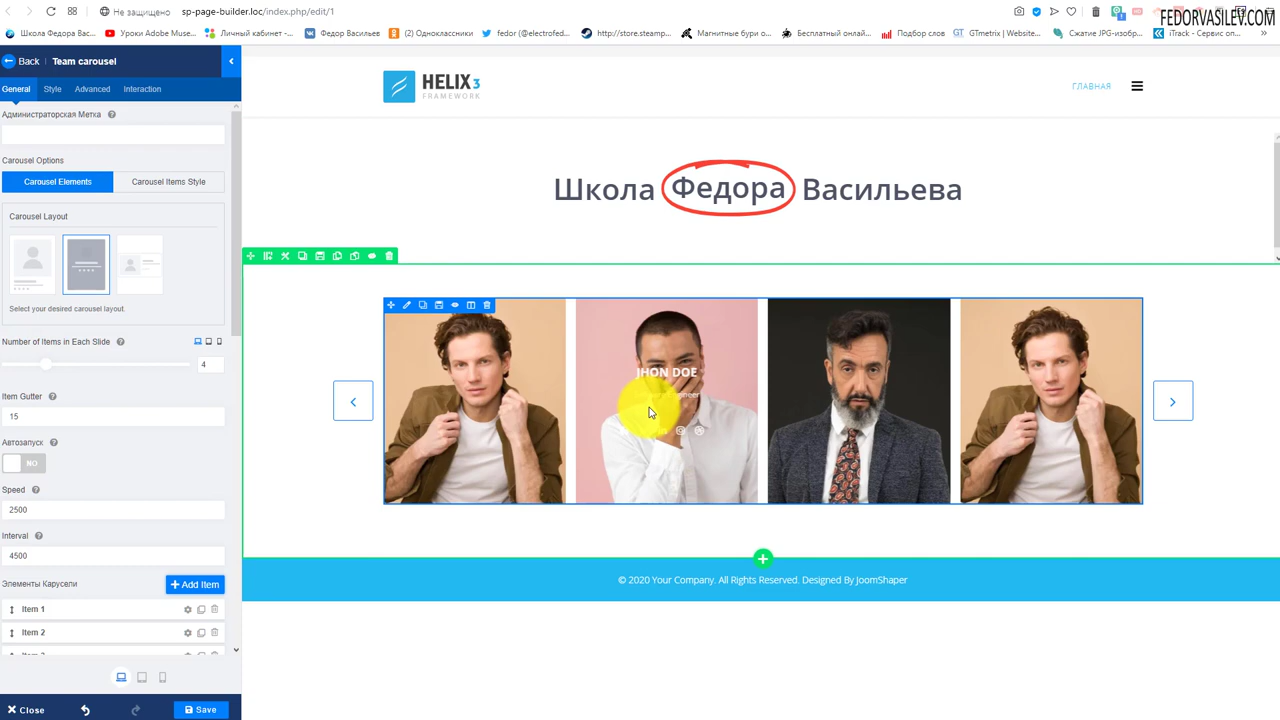 Не защищено sp-page-builder.loc/index.php/edit/1
FEDORVASILEV.COM
Школа Федора Вас... Уроки Adobe Muse... Личный кабинет -... Федор Васильев (2) Одноклассники fedor (@electrofed... http://store.steamp... Магнитные бури о... Бесплатный онлай... Подбор слов GTmetrix | Website... Сжатие JPG-изобр... iTrack - Сервис оп...
Back Team carousel
General Style Advanced Interaction
HELIX3
FRAMEWORK
ГЛАВНАЯ
Администраторская Метка
Carousel Options
Carousel Elements Carousel Items Style
Carousel Layout
Select your desired carousel layout.
Number of Items in Each Slide
4
Item Gutter
15
Автозапуск
NO
Speed
2500
Interval
4500
Элементы Карусели
+ Add Item
Item 1
Item 2
Close
Save
Школа Федора Васильева
JHON DOE
© 2020 Your Company. All Rights Reserved. Designed By JoomShaper